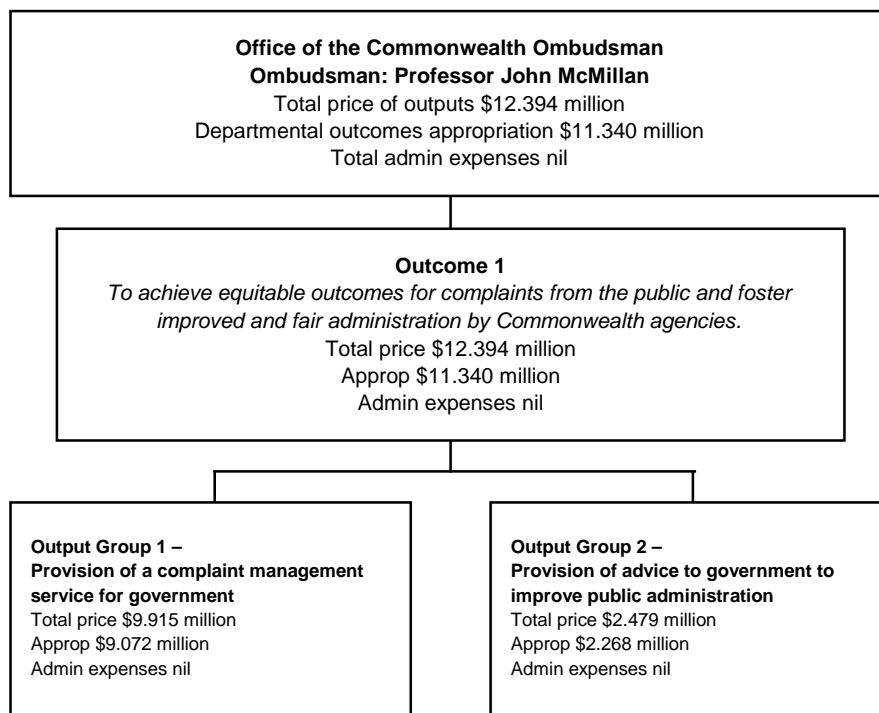 Office of the Commonwealth Ombudsman
Ombudsman: Professor John McMillan
Total price of outputs $12.394 million
Departmental outcomes appropriation $11.340 million
Total admin expenses nil
Outcome 1
To achieve equitable outcomes for complaints from the public and foster
improved and fair administration by Commonwealth agencies.
Total price $12.394 million
Approp $11.340 million
Admin expenses nil
Output Group 1 –
Provision of a complaint management
service for government
Total price $9.915 million
Approp $9.072 million
Admin expenses nil
Output Group 2 –
Provision of advice to government to
improve public administration
Total price $2.479 million
Approp $2.268 million
Admin expenses nil